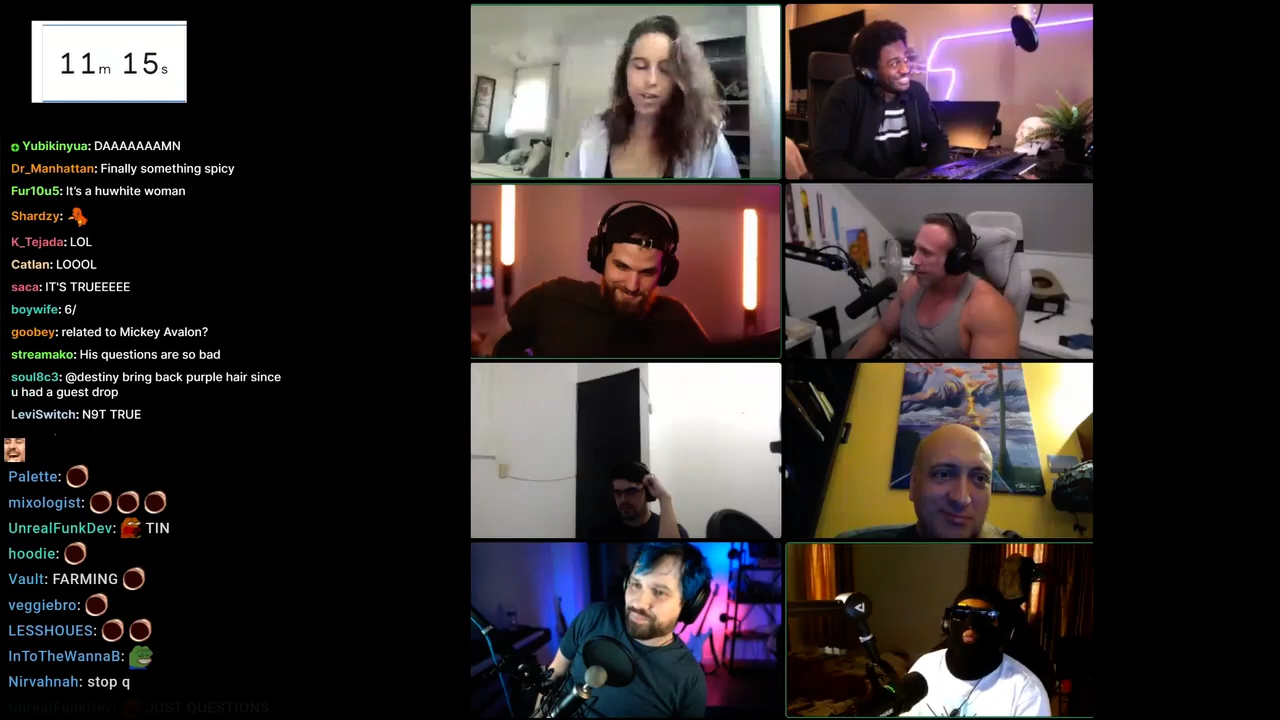 11m 15s
Yubikinyua: DAAAAAAAMN
Dr_Manhattan: Finally something spicy
Fur10u5: It's a huwhite woman
Shardzy:
K_Tejada: LOL
Catlan: LOOOL
saca: IT'S TRUEEEEE
boywife: 6/
goobey: related to Mickey Avalon?
streamako: His questions are so bad
soul8c3: @destiny bring back purple hair since
u had a guest drop
LeviSwitch: N9T TRUE
Palette:
mixologist:
UnrealFunkDev: TIN
hoodie:
Vault: FARMING
veggiebro:
LESSHOUES:
InToTheWannaB:
Nirvahnah: stop q
UnrealFunkDev: JUST QUESTIONS